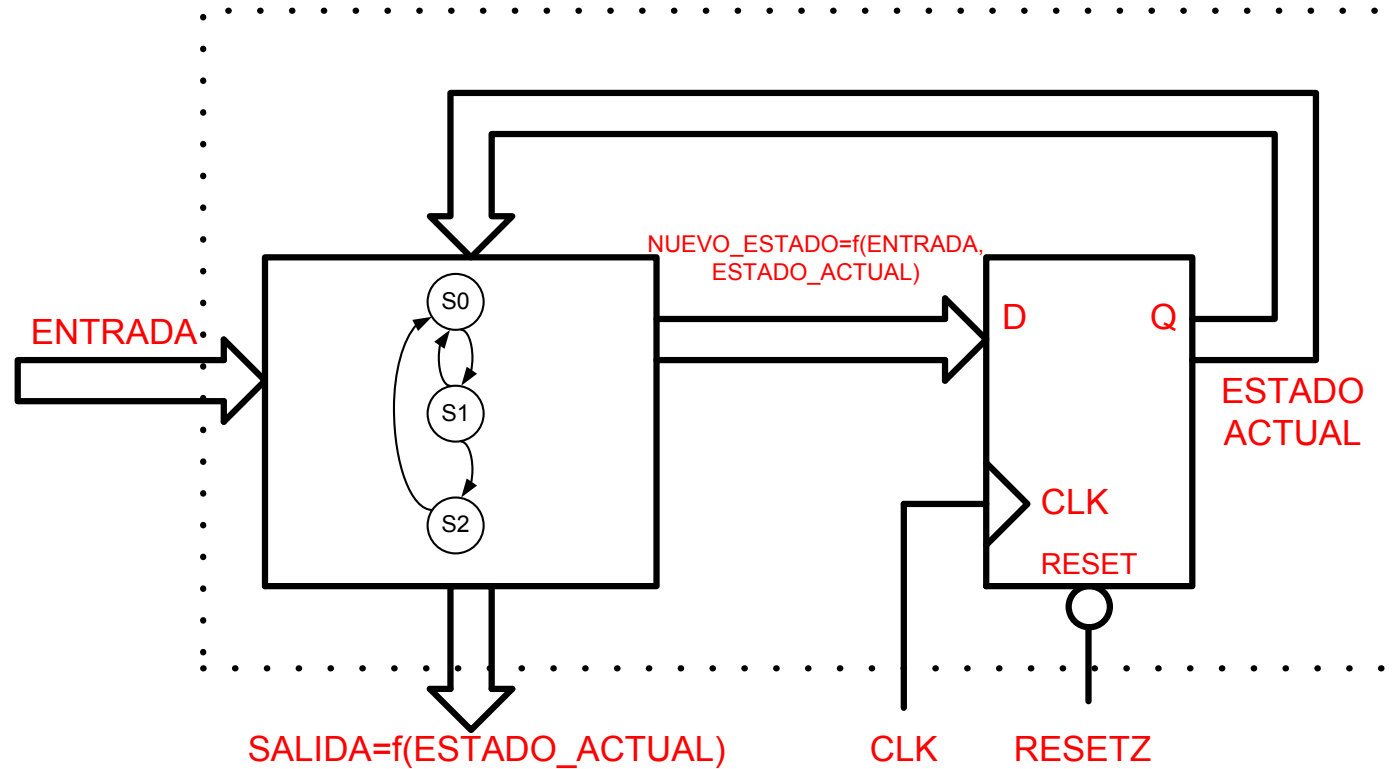 NUEVO_ESTADO=f(ENTRADA,
ESTADO_ACTUAL)
ENTRADA
S0
S1
S2
D
Q
CLK
RESET
ESTADO
ACTUAL
SALIDA=f(ESTADO_ACTUAL)
CLK
RESETZ